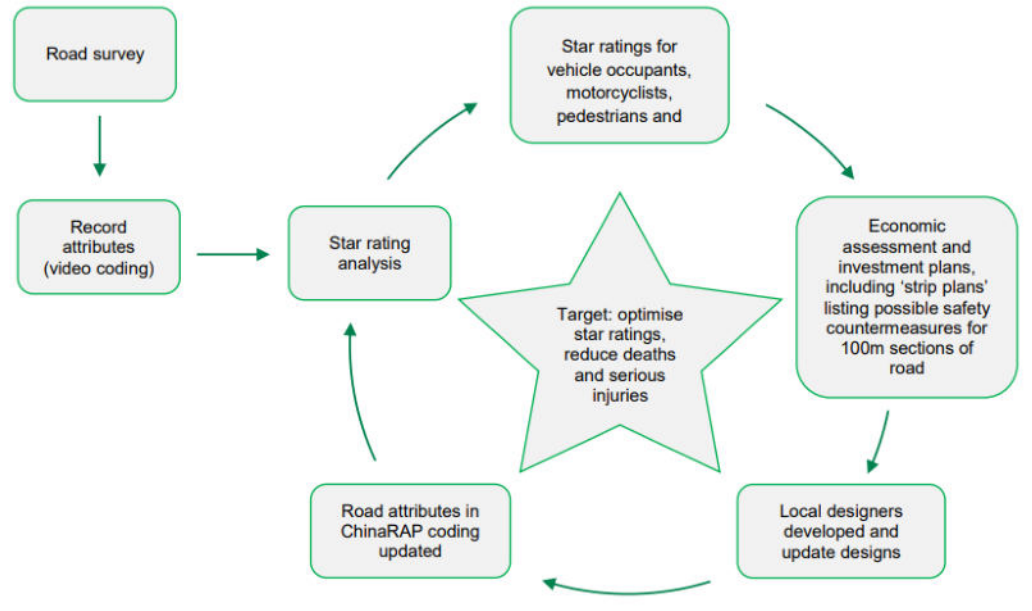 Road survey
Star ratings for
vehicle occupants,
motorcyclists,
pedestrians and
Record
attributes
(video coding)
Star rating
analysis
Economic
assessment and
investment plans,
including ‘strip plans’
listing possible safety
countermeasures for
100m sections of
road
Target: optimise
star ratings,
reduce deaths
and serious
injuries
Road attributes in
ChinaRAP coding
updated
Local designers
developed and
update designs